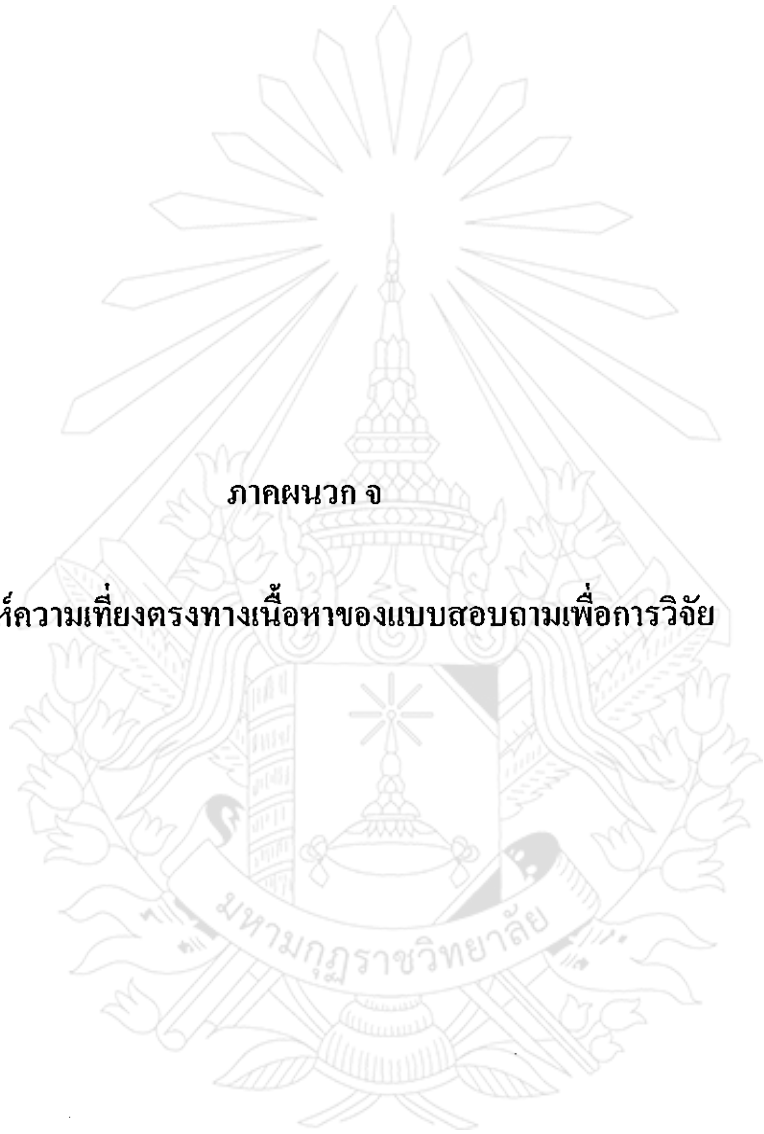 ภาคผนวก จ
ห์ความเที่ยงตรงทางเนื้อหาของแบบสอบถามเพื่อการวิจัย
มหามกุฏราชวิทยาลัย